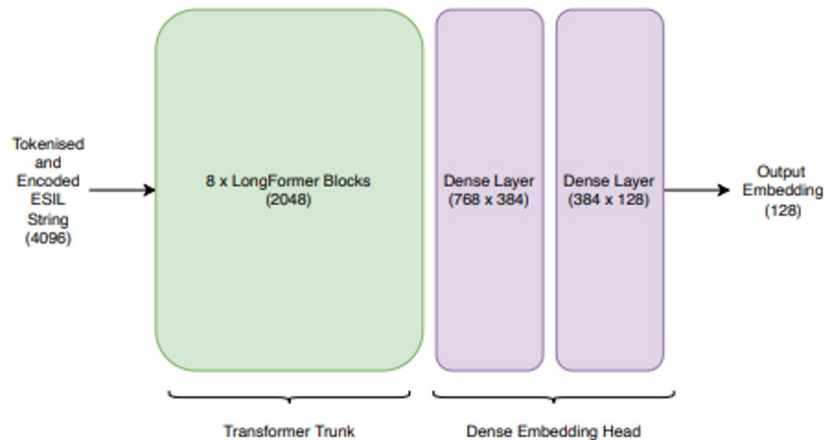 Tokenised
and
Encoded
ESIL
String
(4096)
8 x LongFormer Blocks
(2048)
Dense Layer
(768 x 384)
Dense Layer
(384 x 128)
Output
Embedding
(128)
Transformer Trunk
Dense Embedding Head